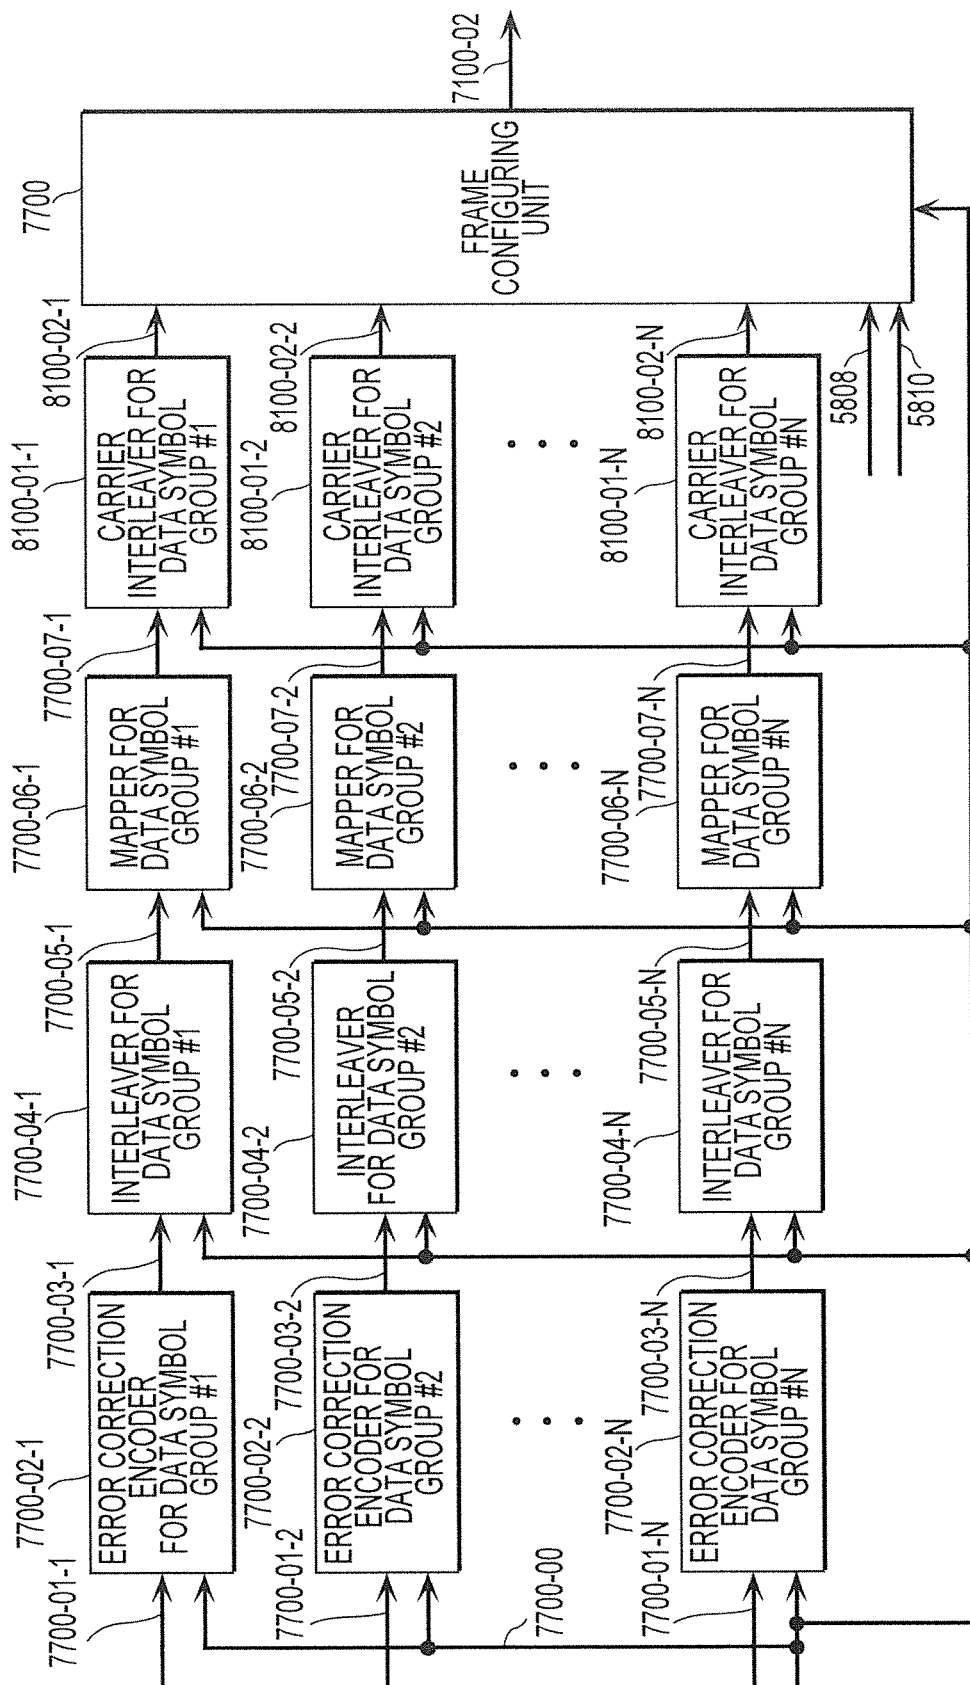 7700-01-1
7700-02-1
ERROR CORRECTION
ENCODER
FOR DATA SYMBOL
GROUP #1
7700-03-1
7700-04-1
INTERLEAVER FOR
DATA SYMBOL
GROUP #1
7700-05-1
7700-06-1
MAPPER FOR
DATA SYMBOL
GROUP #1
7700-07-1
8100-01-1
CARRIER
INTERLEAVER FOR
DATA SYMBOL
GROUP #1
8100-02-1
7700
FRAME
CONFIGURING
UNIT
7100-02
7700-01-2
7700-02-2
ERROR CORRECTION
ENCODER FOR
DATA SYMBOL
GROUP #2
7700-03-2
7700-04-2
INTERLEAVER
FOR DATA SYMBOL
GROUP #2
7700-05-2
7700-06-2
MAPPER FOR
DATA SYMBOL
GROUP #2
7700-07-2
8100-01-2
CARRIER
INTERLEAVER FOR
DATA SYMBOL
GROUP #2
8100-02-2
7700-00
7700-01-N
7700-02-N
ERROR CORRECTION
ENCODER FOR
DATA SYMBOL
GROUP #N
7700-03-N
7700-04-N
INTERLEAVER FOR
DATA SYMBOL
GROUP #N
7700-05-N
7700-06-N
MAPPER FOR
DATA SYMBOL
GROUP #N
7700-07-N
8100-01-N
CARRIER
INTERLEAVER FOR
DATA SYMBOL
GROUP #N
8100-02-N
5808
5810